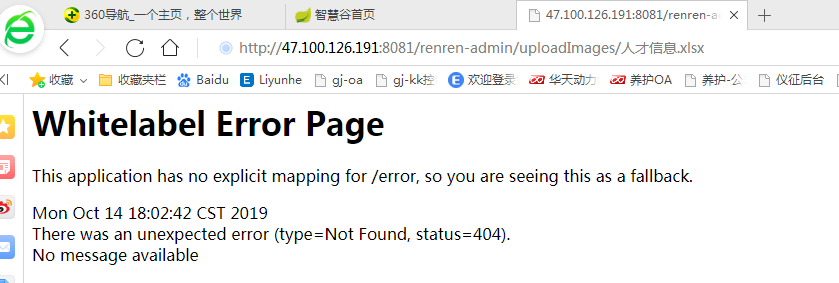 360导航_一个主页，整个世界
智慧谷首页
47.100.126.191:8081/renren-a
http://47.100.126.191:8081/renren-admin/uploadImages/人才信息.xlsx
收藏 收藏夹栏 Baidu Liyunhe gj-oa gj-kk控 欢迎登录 华天动力 养护OA 养护-公 仪征后台
Whitelabel Error Page
This application has no explicit mapping for /error, so you are seeing this as a fallback.
Mon Oct 14 18:02:42 CST 2019
There was an unexpected error (type=Not Found, status=404).
No message available